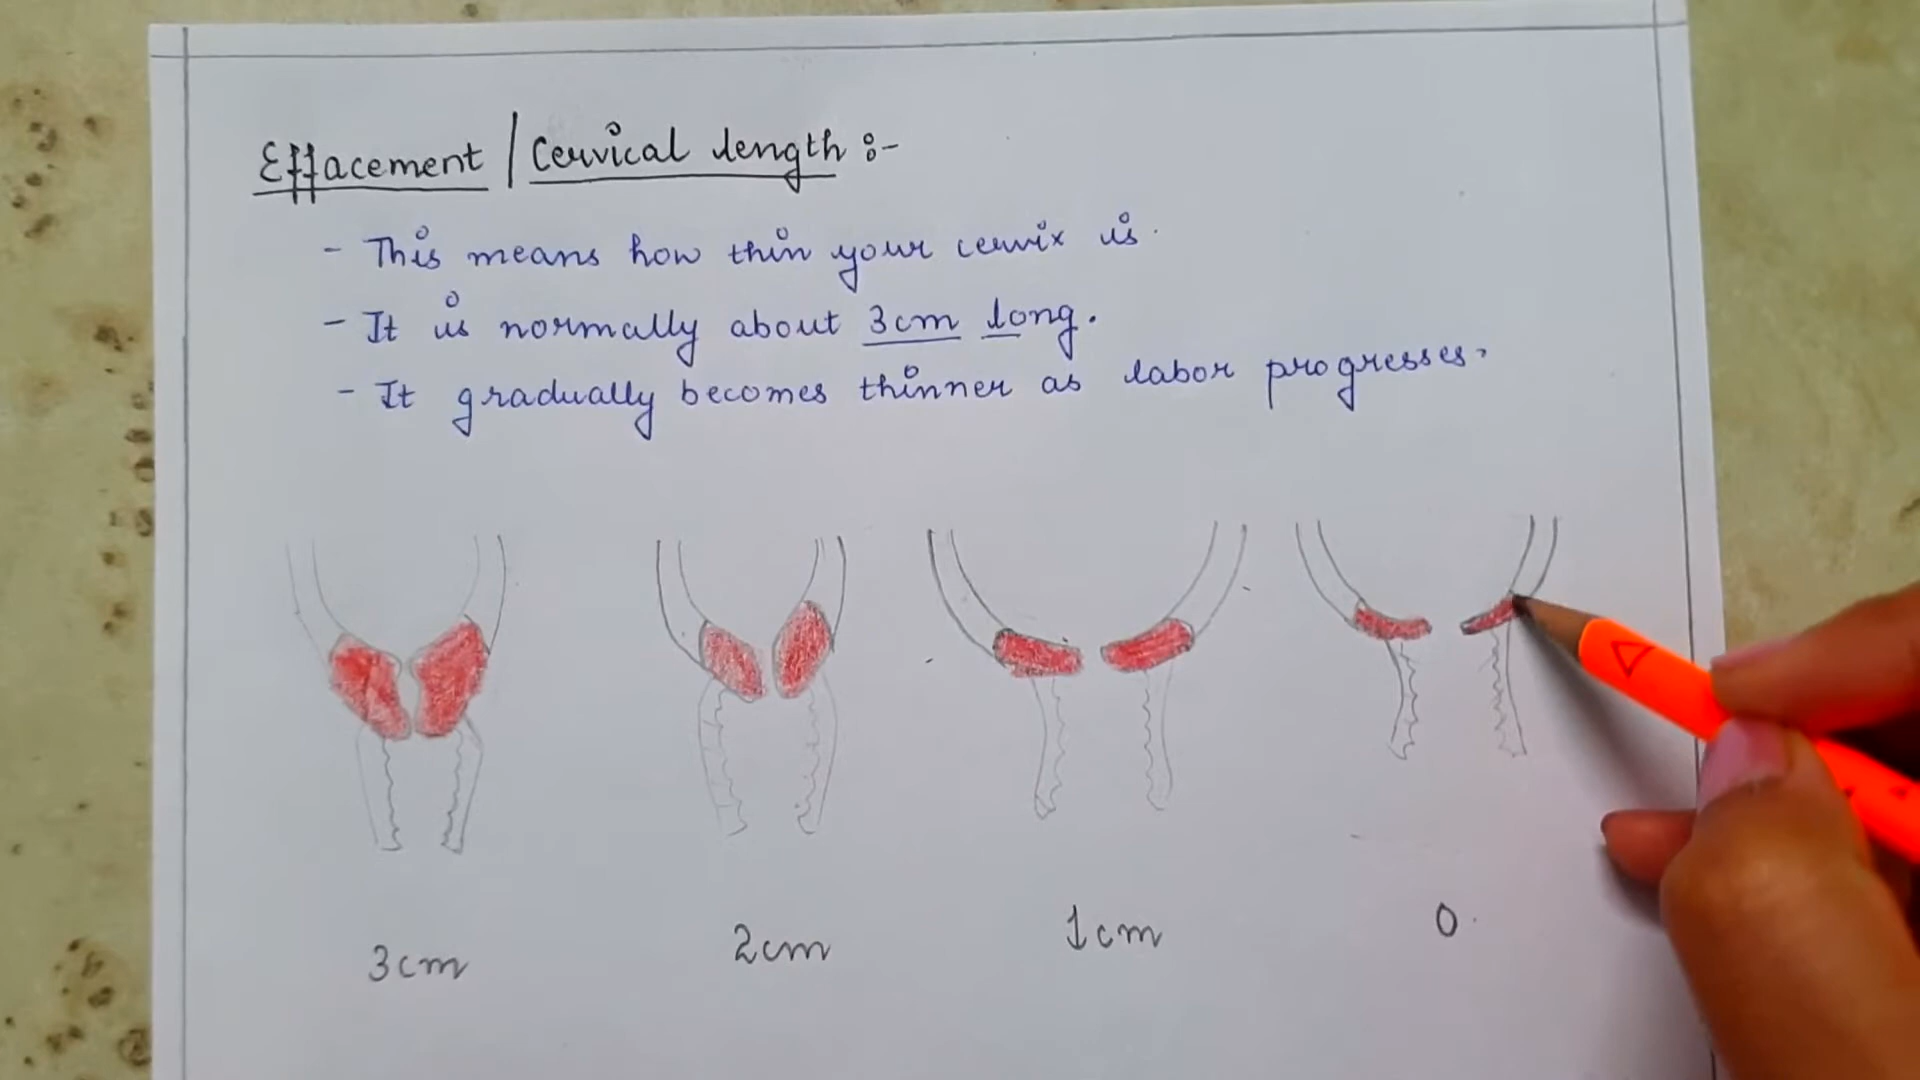 Effacement / Cervical length :-
- This means how thin your cervix is.
- It is normally about 3cm long.
- It gradually becomes thinner as labor progresses.
3cm 2cm 1cm 0